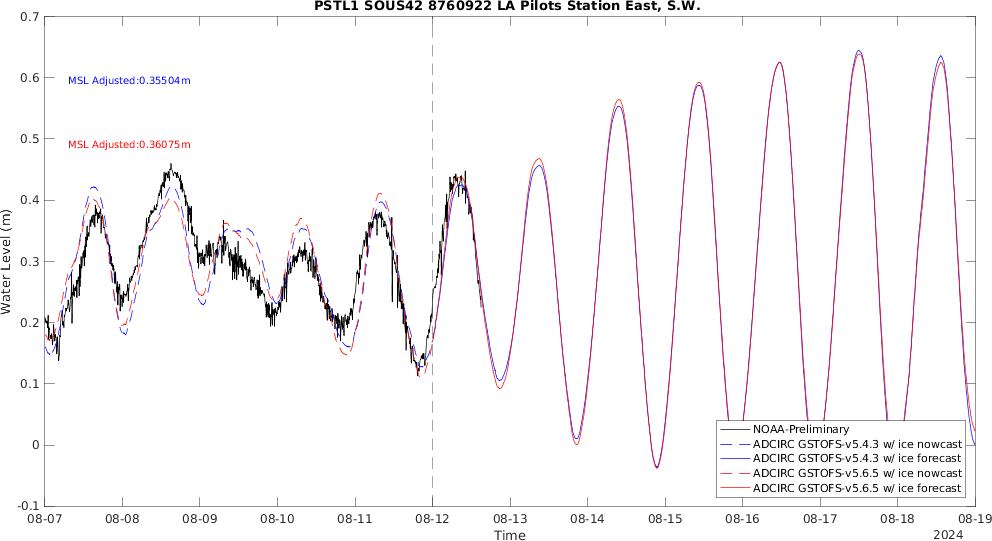 PSTL1 SOUS42 8760922 LA Pilots Station East, S.W.
0.7
0.6
0.5
0.4
0.3
0.2
0.1
0
-0.1
Water Level (m)
MSL Adjusted:0.35504m
MSL Adjusted:0.36075m
NOAA-Preliminary
ADCIRC GSTOFS-v5.4.3 w/ ice nowcast
ADCIRC GSTOFS-v5.4.3 w/ ice forecast
ADCIRC GSTOFS-v5.6.5 w/ ice nowcast
ADCIRC GSTOFS-v5.6.5 w/ ice forecast
08-07 08-08 08-09 08-10 08-11 08-12 08-13 08-14 08-15 08-16 08-17 08-18 08-19
Time
2024